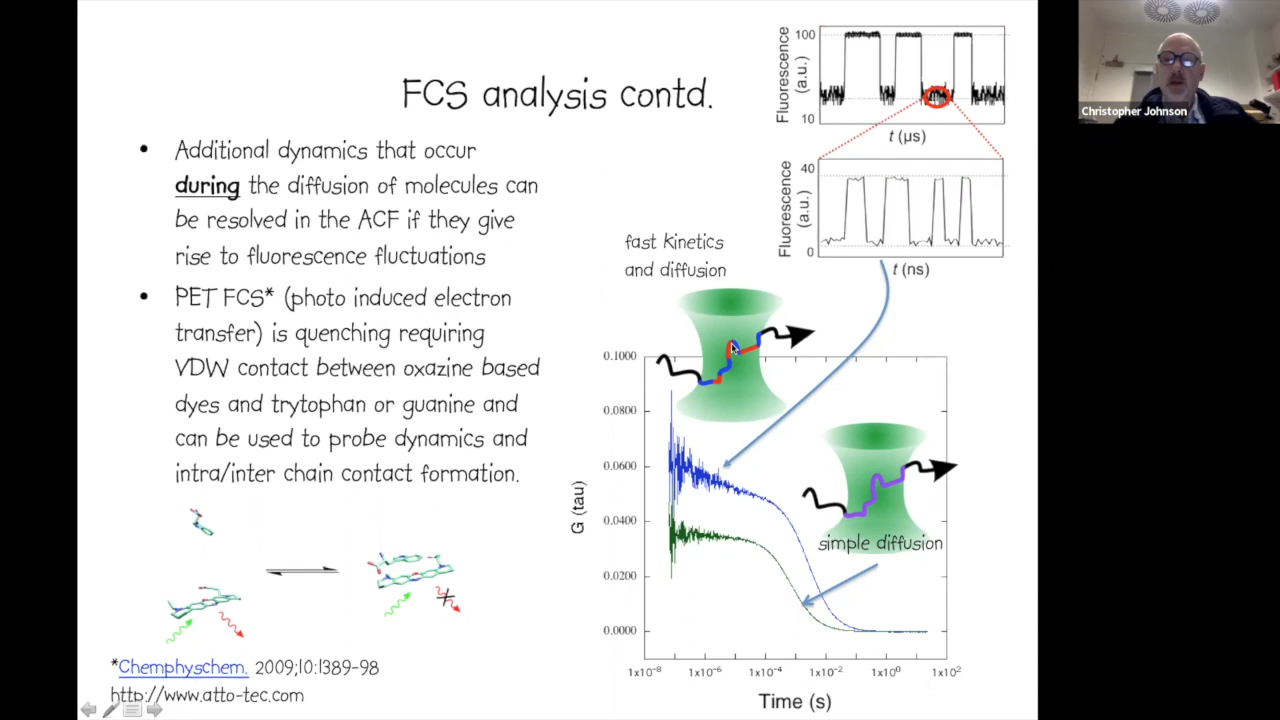 FCS analysis contd.
• Additional dynamics that occur
during the diffusion of molecules can
be resolved in the ACF if they give
rise to fluorescence fluctuations
• PET FCS* (photo induced electron
transfer) is quenching requiring
VDW contact between oxazine based
dyes and trytophan or guanine and
can be used to probe dynamics and
intra/inter chain contact formation.
*Chemphyschem. 2009;10:1389-98
http://www.atto-tec.com
Fluorescence
(a.u.)
100
10
t (μs)
Fluorescence
(a.u.)
40
0
t (ns)
fast kinetics
and diffusion
simple diffusion
G (tau)
0.1000
0.0800
0.0600
0.0400
0.0200
0.0000
1x10⁻⁸ 1x10⁻⁶ 1x10⁻⁴ 1x10⁻² 1x10⁰ 1x10²
Time (s)
Christopher Johnson